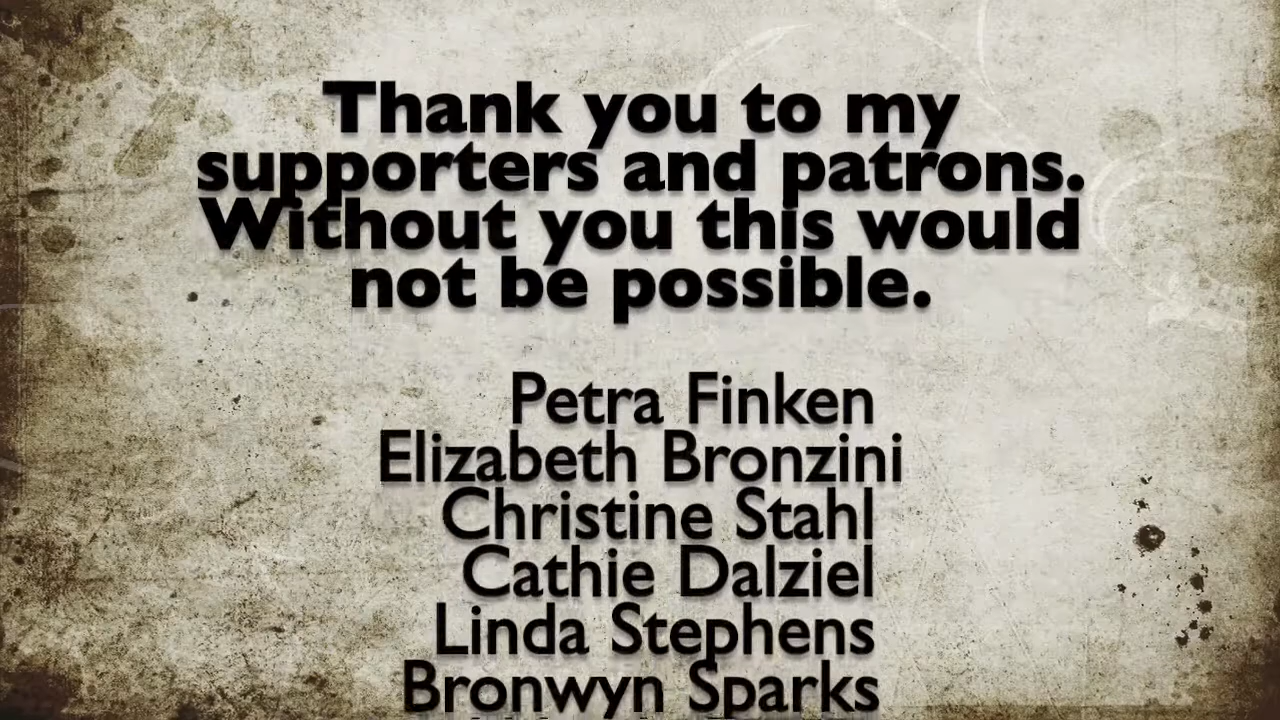 Thank you to my
supporters and patrons.
Without you this would
not be possible.
Petra Finken
Elizabeth Bronzini
Christine Stahl
Cathie Dalziel
Linda Stephens
Bronwyn Sparks